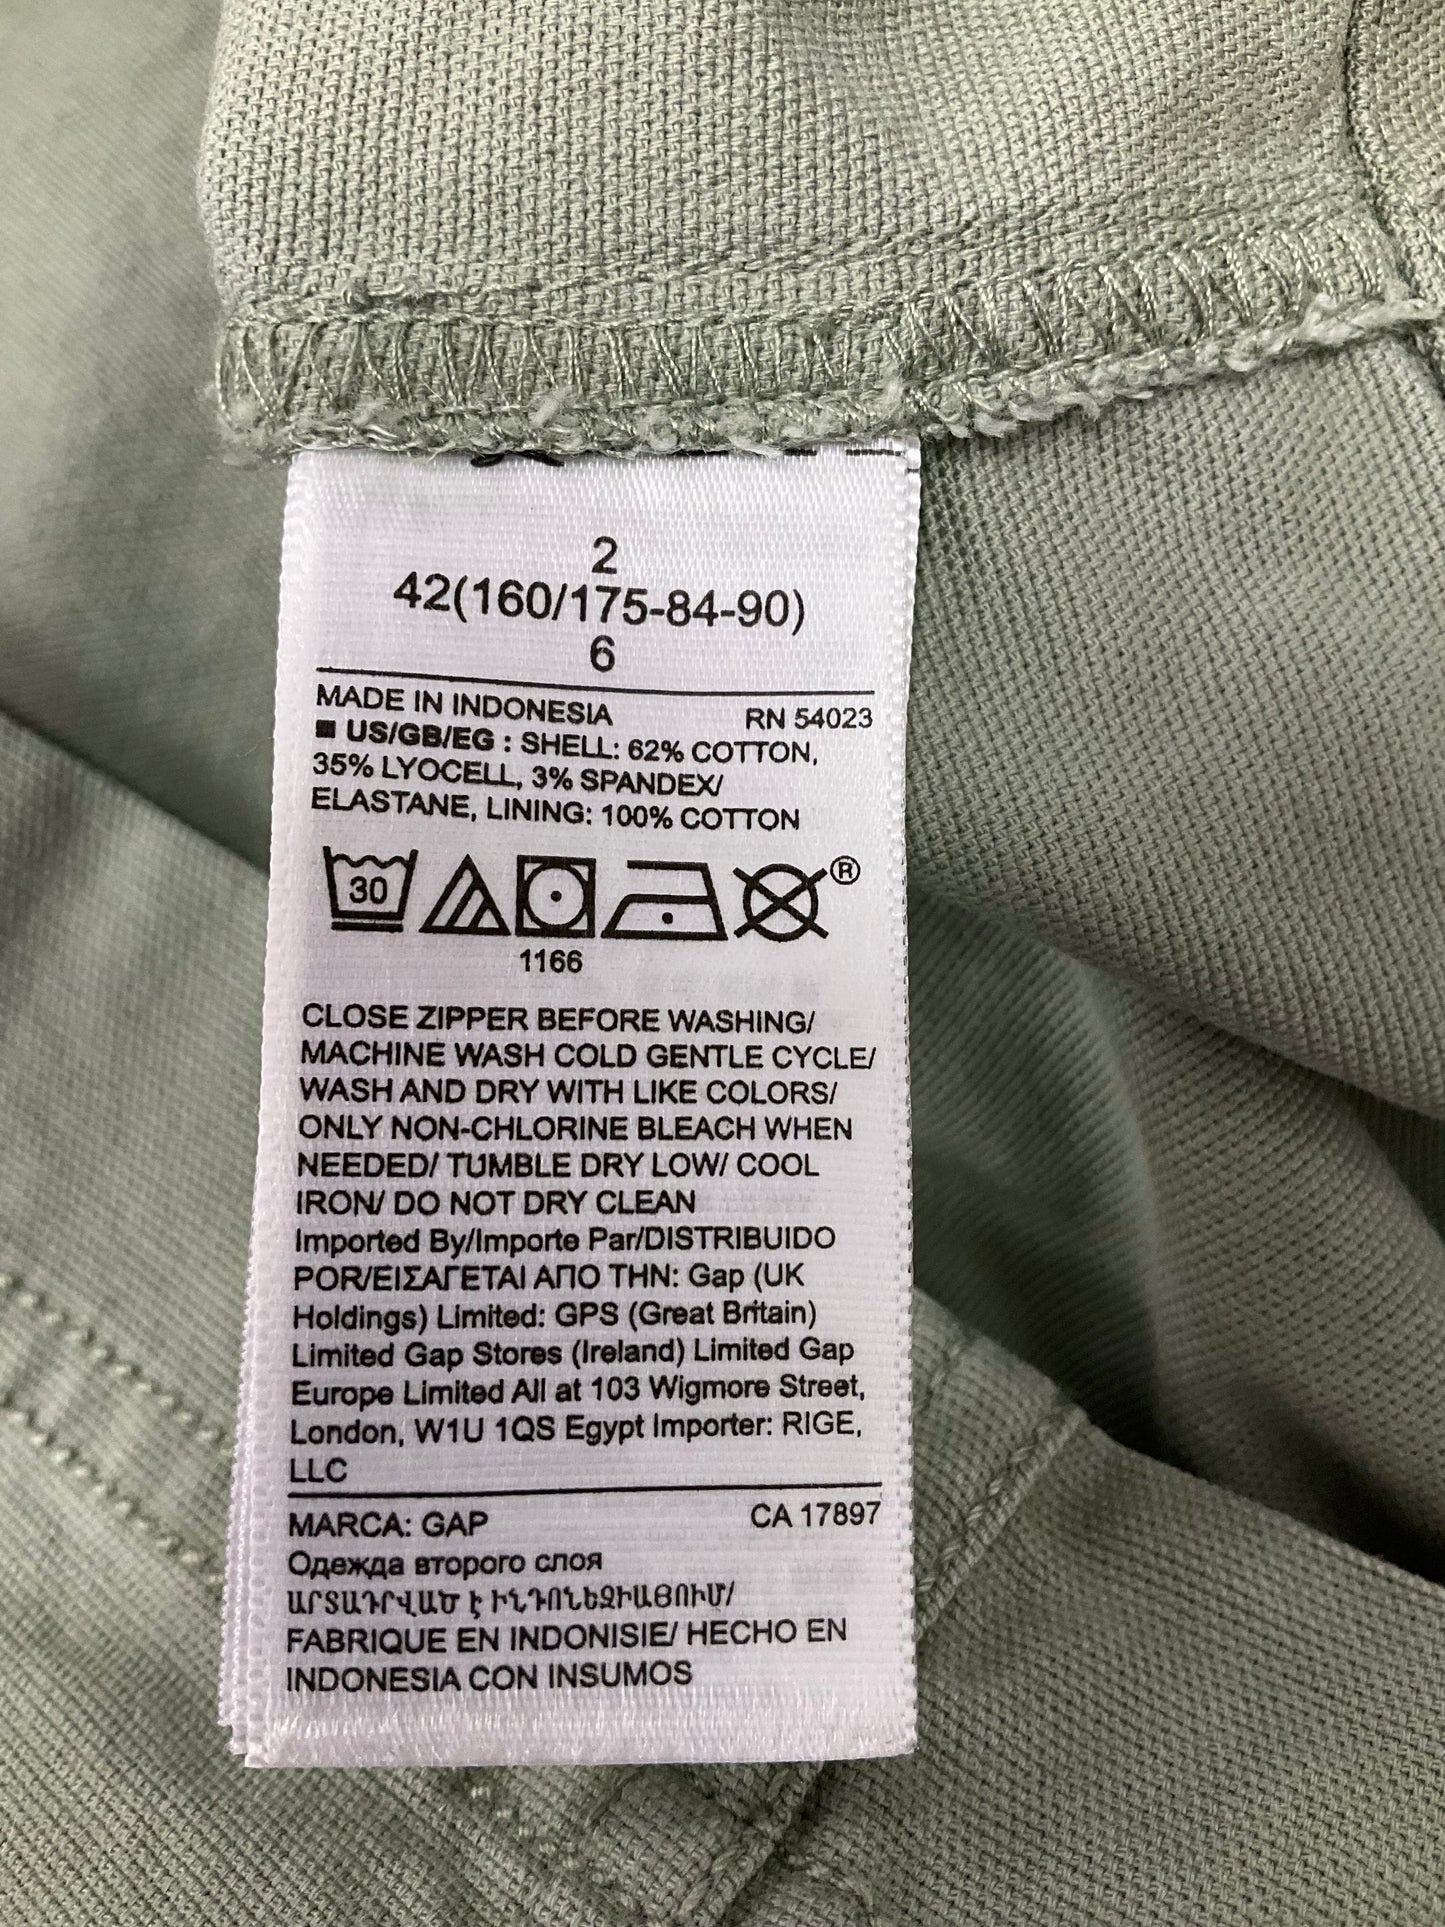 2
42(160/175-84-90)
6
MADE IN INDONESIA RN 54023
■ US/GB/EG : SHELL: 62% COTTON,
35% LYOCELL, 3% SPANDEX/
ELASTANE, LINING: 100% COTTON
30 ®
1166
CLOSE ZIPPER BEFORE WASHING/
MACHINE WASH COLD GENTLE CYCLE/
WASH AND DRY WITH LIKE COLORS/
ONLY NON-CHLORINE BLEACH WHEN
NEEDED/ TUMBLE DRY LOW/ COOL
IRON/ DO NOT DRY CLEAN
Imported By/Importe Par/DISTRIBUIDO
POR/ΕΙΣΑΓΕΤΑΙ ΑΠΟ ΤΗΝ: Gap (UK
Holdings) Limited: GPS (Great Britain)
Limited Gap Stores (Ireland) Limited Gap
Europe Limited All at 103 Wigmore Street,
London, W1U 1QS Egypt Importer: RIGE,
LLC
MARCA: GAP CA 17897
Одежда второго слоя
ԱՐՏԱԴՐՎԱԾ է ԻՆԴՈՆԵԶԻԱՅՈՒՄ/
FABRIQUE EN INDONISIE/ HECHO EN
INDONESIA CON INSUMOS